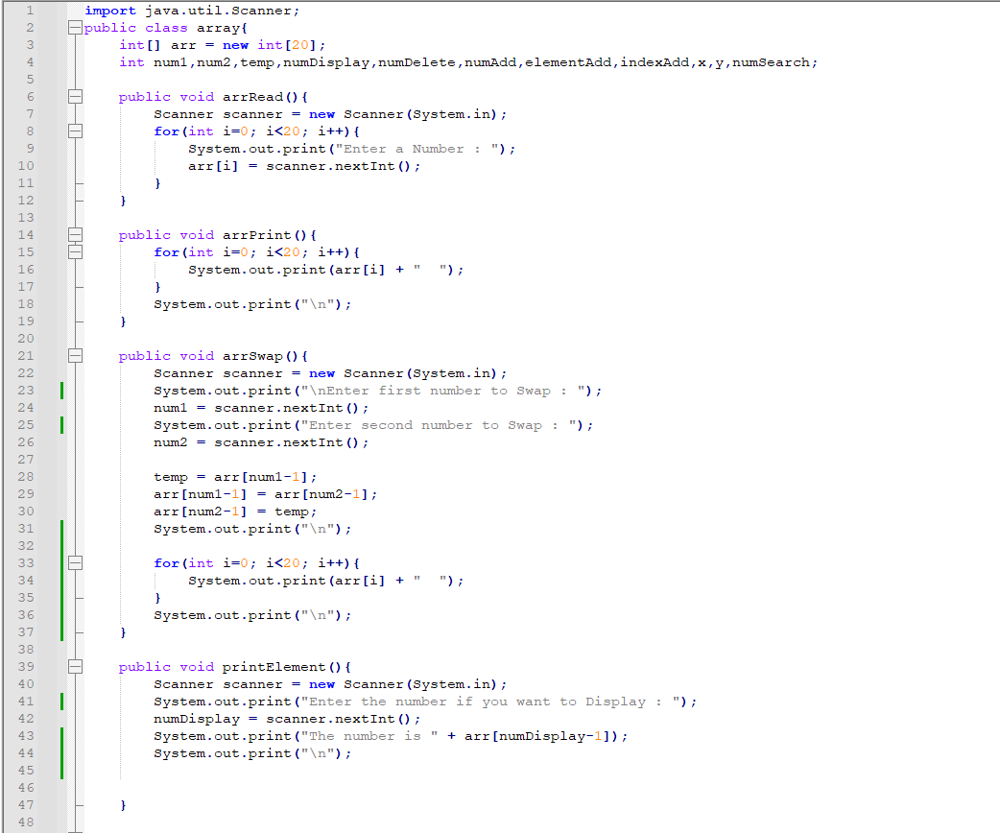 1 import java.util.Scanner;
2 public class array{
3     int[] arr = new int[20];
4     int num1,num2,temp,numDisplay,numDelete,numAdd,elementAdd,indexAdd,x,y,numSearch;
5
6     public void arrRead(){
7         Scanner scanner = new Scanner(System.in);
8         for(int i=0; i<20; i++){
9             System.out.print("Enter a Number : ");
10             arr[i] = scanner.nextInt();
11         }
12     }
13
14     public void arrPrint(){
15         for(int i=0; i<20; i++){
16             System.out.print(arr[i] + "  ");
17         }
18         System.out.print("\n");
19     }
20
21     public void arrSwap(){
22         Scanner scanner = new Scanner(System.in);
23         System.out.print("\nEnter first number to Swap : ");
24         num1 = scanner.nextInt();
25         System.out.print("Enter second number to Swap : ");
26         num2 = scanner.nextInt();
27
28         temp = arr[num1-1];
29         arr[num1-1] = arr[num2-1];
30         arr[num2-1] = temp;
31         System.out.print("\n");
32
33         for(int i=0; i<20; i++){
34             System.out.print(arr[i] + "  ");
35         }
36         System.out.print("\n");
37     }
38
39     public void printElement(){
40         Scanner scanner = new Scanner(System.in);
41         System.out.print("Enter the number if you want to Display : ");
42         numDisplay = scanner.nextInt();
43         System.out.print("The number is " + arr[numDisplay-1]);
44         System.out.print("\n");
45
46
47     }
48